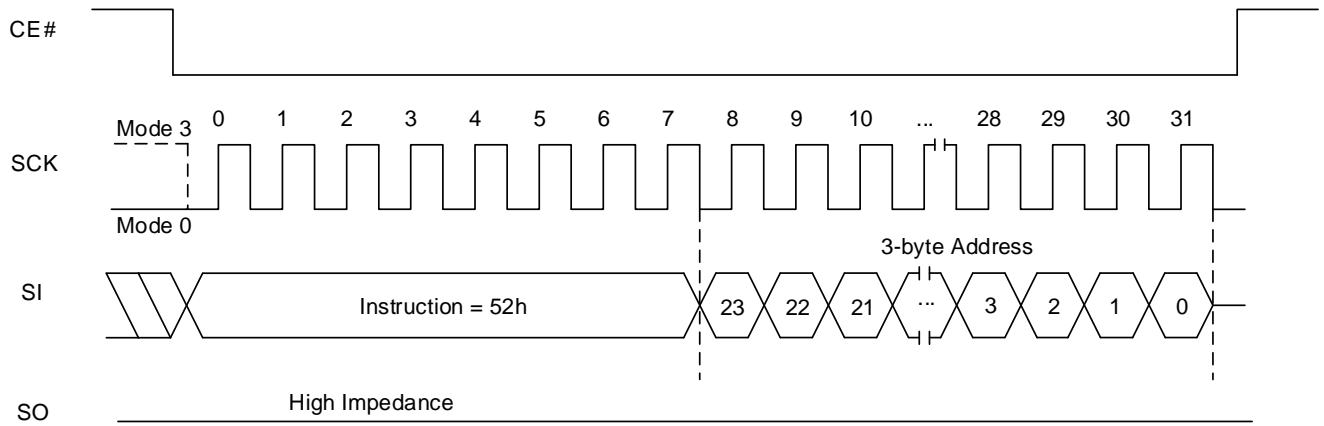 CE#
Mode 3
0 1 2 3 4 5 6 7 8 9 10 ... 28 29 30 31
SCK
Mode 0
3-byte Address
SI
Instruction = 52h
23 22 21 ... 3 2 1 0
SO
High Impedance